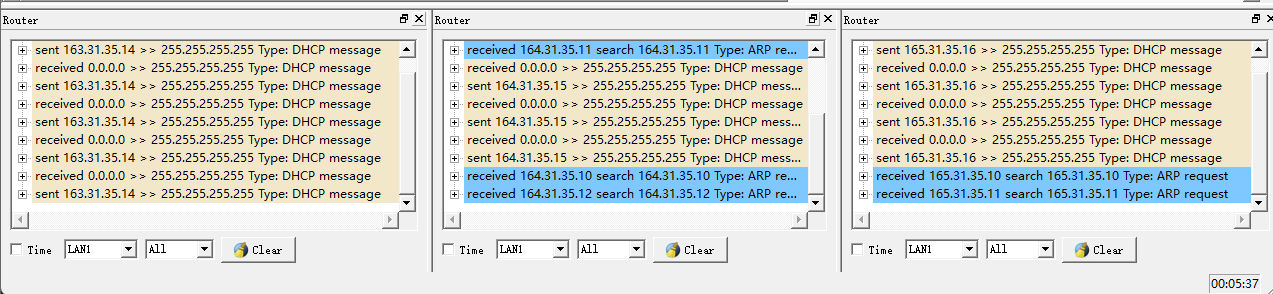 Router
sent 163.31.35.14 >> 255.255.255.255 Type: DHCP message
received 0.0.0.0 >> 255.255.255.255 Type: DHCP message
sent 163.31.35.14 >> 255.255.255.255 Type: DHCP message
received 0.0.0.0 >> 255.255.255.255 Type: DHCP message
sent 163.31.35.14 >> 255.255.255.255 Type: DHCP message
received 0.0.0.0 >> 255.255.255.255 Type: DHCP message
sent 163.31.35.14 >> 255.255.255.255 Type: DHCP message
received 0.0.0.0 >> 255.255.255.255 Type: DHCP message
sent 163.31.35.14 >> 255.255.255.255 Type: DHCP message
Time LAN1 All Clear
Router
received 164.31.35.11 search 164.31.35.11 Type: ARP re...
received 0.0.0.0 >> 255.255.255.255 Type: DHCP message
sent 164.31.35.15 >> 255.255.255.255 Type: DHCP mess...
received 0.0.0.0 >> 255.255.255.255 Type: DHCP message
sent 164.31.35.15 >> 255.255.255.255 Type: DHCP mess...
received 0.0.0.0 >> 255.255.255.255 Type: DHCP message
sent 164.31.35.15 >> 255.255.255.255 Type: DHCP mess...
received 164.31.35.10 search 164.31.35.10 Type: ARP re...
received 164.31.35.12 search 164.31.35.12 Type: ARP re...
Time LAN1 All Clear
Router
sent 165.31.35.16 >> 255.255.255.255 Type: DHCP message
received 0.0.0.0 >> 255.255.255.255 Type: DHCP message
sent 165.31.35.16 >> 255.255.255.255 Type: DHCP message
received 0.0.0.0 >> 255.255.255.255 Type: DHCP message
sent 165.31.35.16 >> 255.255.255.255 Type: DHCP message
received 0.0.0.0 >> 255.255.255.255 Type: DHCP message
sent 165.31.35.16 >> 255.255.255.255 Type: DHCP message
received 165.31.35.10 search 165.31.35.10 Type: ARP request
received 165.31.35.11 search 165.31.35.11 Type: ARP request
Time LAN1 All Clear
00:05:37